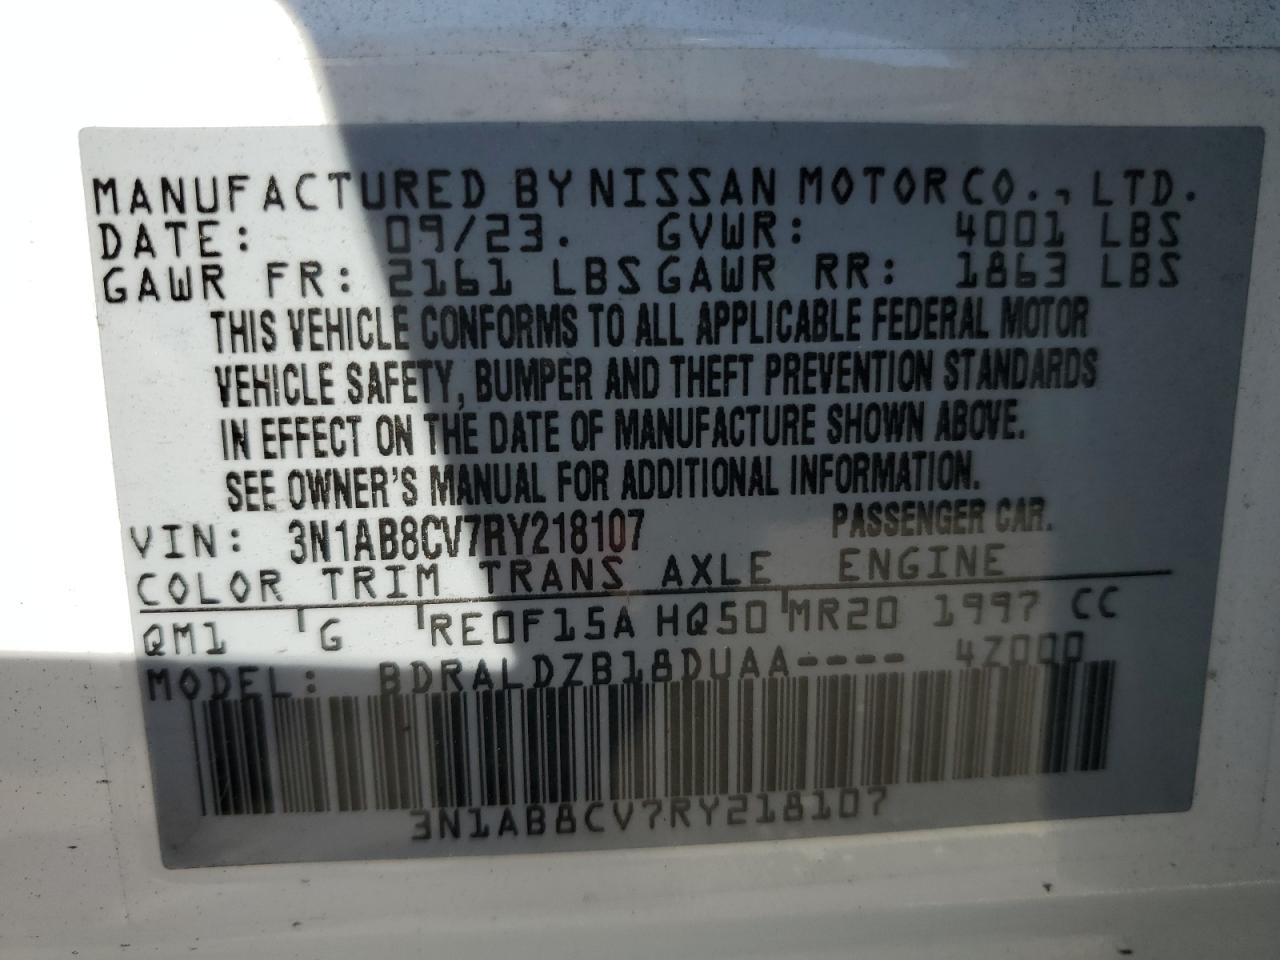 MANUFACTURED BY NISSAN MOTOR CO., LTD.
DATE: 09/23. GVWR: 4001 LBS
GAWR FR: 2161 LBS GAWR RR: 1863 LBS
THIS VEHICLE CONFORMS TO ALL APPLICABLE FEDERAL MOTOR
VEHICLE SAFETY, BUMPER AND THEFT PREVENTION STANDARDS
IN EFFECT ON THE DATE OF MANUFACTURE SHOWN ABOVE.
SEE OWNER'S MANUAL FOR ADDITIONAL INFORMATION.
VIN: 3N1AB8CV7RY218107 PASSENGER CAR.
COLOR TRIM TRANS AXLE ENGINE
QM1 G RE0F15A HQ50 MR20 1997 CC
MODEL: BDRALDZB18DUAA---- 4Z000
3N1AB8CV7RY218107